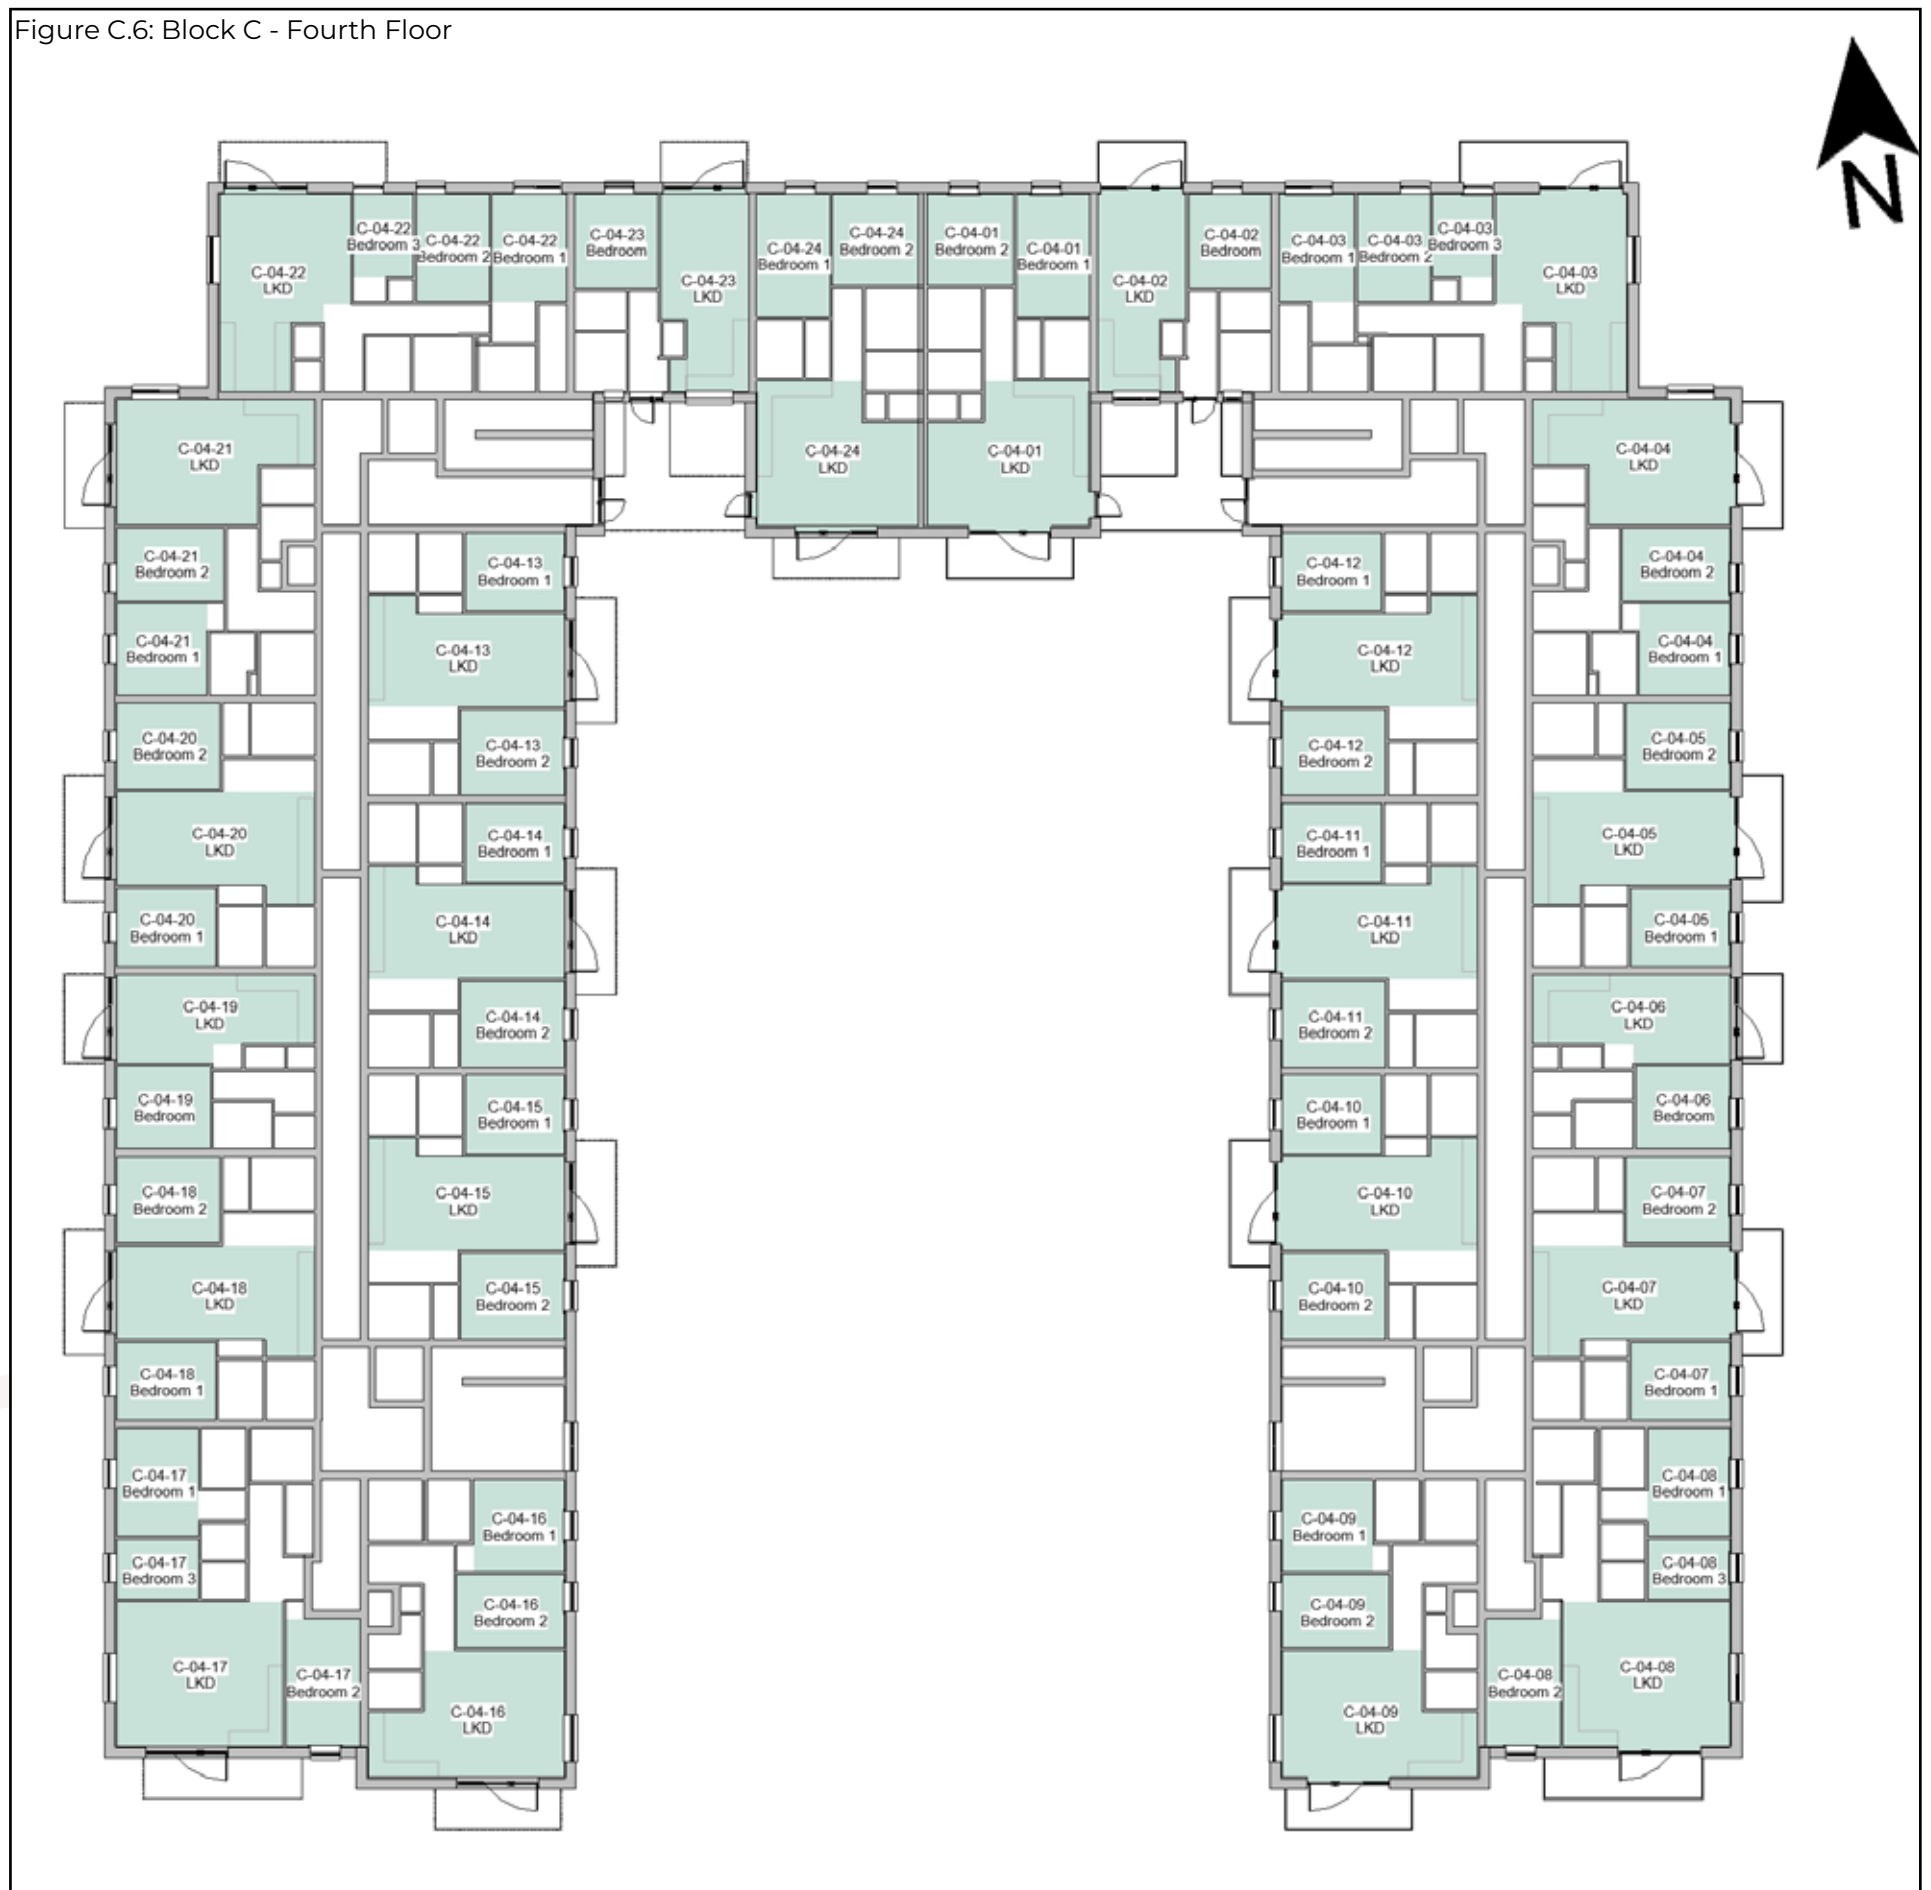 Figure C.6: Block C - Fourth Floor
N
C-04-22
LKD
C-04-22
Bedroom 3
C-04-22
Bedroom 2
C-04-22
Bedroom 1
C-04-23
Bedroom
C-04-23
LKD
C-04-24
Bedroom 1
C-04-24
Bedroom 2
C-04-01
Bedroom 2
C-04-01
Bedroom 1
C-04-02
LKD
C-04-02
Bedroom
C-04-03
Bedroom 1
C-04-03
Bedroom 2
C-04-03
Bedroom 3
C-04-03
LKD
C-04-21
LKD
C-04-24
LKD
C-04-01
LKD
C-04-04
LKD
C-04-21
Bedroom 2
C-04-13
Bedroom 1
C-04-12
Bedroom 1
C-04-04
Bedroom 2
C-04-21
Bedroom 1
C-04-13
LKD
C-04-12
LKD
C-04-04
Bedroom 1
C-04-20
Bedroom 2
C-04-13
Bedroom 2
C-04-12
Bedroom 2
C-04-05
Bedroom 2
C-04-20
LKD
C-04-14
Bedroom 1
C-04-11
Bedroom 1
C-04-05
LKD
C-04-20
Bedroom 1
C-04-14
LKD
C-04-11
LKD
C-04-05
Bedroom 1
C-04-19
LKD
C-04-14
Bedroom 2
C-04-11
Bedroom 2
C-04-06
LKD
C-04-19
Bedroom
C-04-15
Bedroom 1
C-04-10
Bedroom 1
C-04-06
Bedroom
C-04-18
Bedroom 2
C-04-15
LKD
C-04-10
LKD
C-04-07
Bedroom 2
C-04-18
LKD
C-04-15
Bedroom 2
C-04-10
Bedroom 2
C-04-07
LKD
C-04-18
Bedroom 1
C-04-07
Bedroom 1
C-04-17
Bedroom 1
C-04-16
Bedroom 1
C-04-09
Bedroom 1
C-04-08
Bedroom 1
C-04-17
Bedroom 3
C-04-16
Bedroom 2
C-04-09
Bedroom 2
C-04-08
Bedroom 3
C-04-17
LKD
C-04-17
Bedroom 2
C-04-16
LKD
C-04-09
LKD
C-04-08
Bedroom 2
C-04-08
LKD